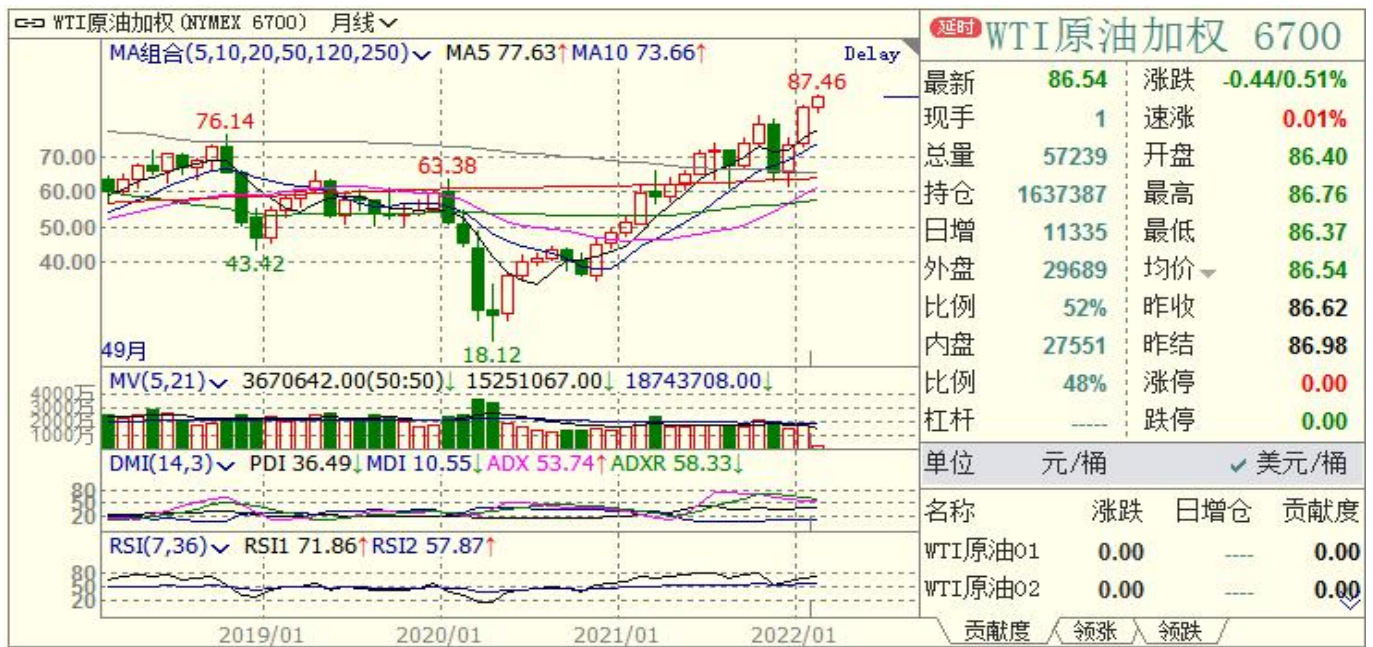 WTI原油加权(NYMEX 6700) 月线
MA组合(5,10,20,50,120,250) MA5 77.63↑MA10 73.66↑ Delay
87.46
76.14
70.00
63.38
60.00
50.00
40.00
43.42
18.12
49月
MV(5,21) 3670642.00(50:50)↓ 15251067.00↓ 18743708.00↓
4000万
3000万
2000万
1000万
DMI(14,3) PDI 36.49↓MDI 10.55↓ADX 53.74↑ADXR 58.33↓
80
50
20
RSI(7,36) RSI1 71.86↑RSI2 57.87↑
80
50
20
2019/01 2020/01 2021/01 2022/01
延时 WTI原油加权 6700
最新 86.54 涨跌 -0.44/0.51%
现手 1 速涨 0.01%
总量 57239 开盘 86.40
持仓 1637387 最高 86.76
日增 11335 最低 86.37
外盘 29689 均价 86.54
比例 52% 昨收 86.62
内盘 27551 昨结 86.98
比例 48% 涨停 0.00
杠杆 ----- 跌停 0.00
单位 元/桶 ✓ 美元/桶
名称 涨跌 日增仓 贡献度
WTI原油01 0.00 ---- 0.00
WTI原油02 0.00 ---- 0.00
贡献度 领涨 领跌